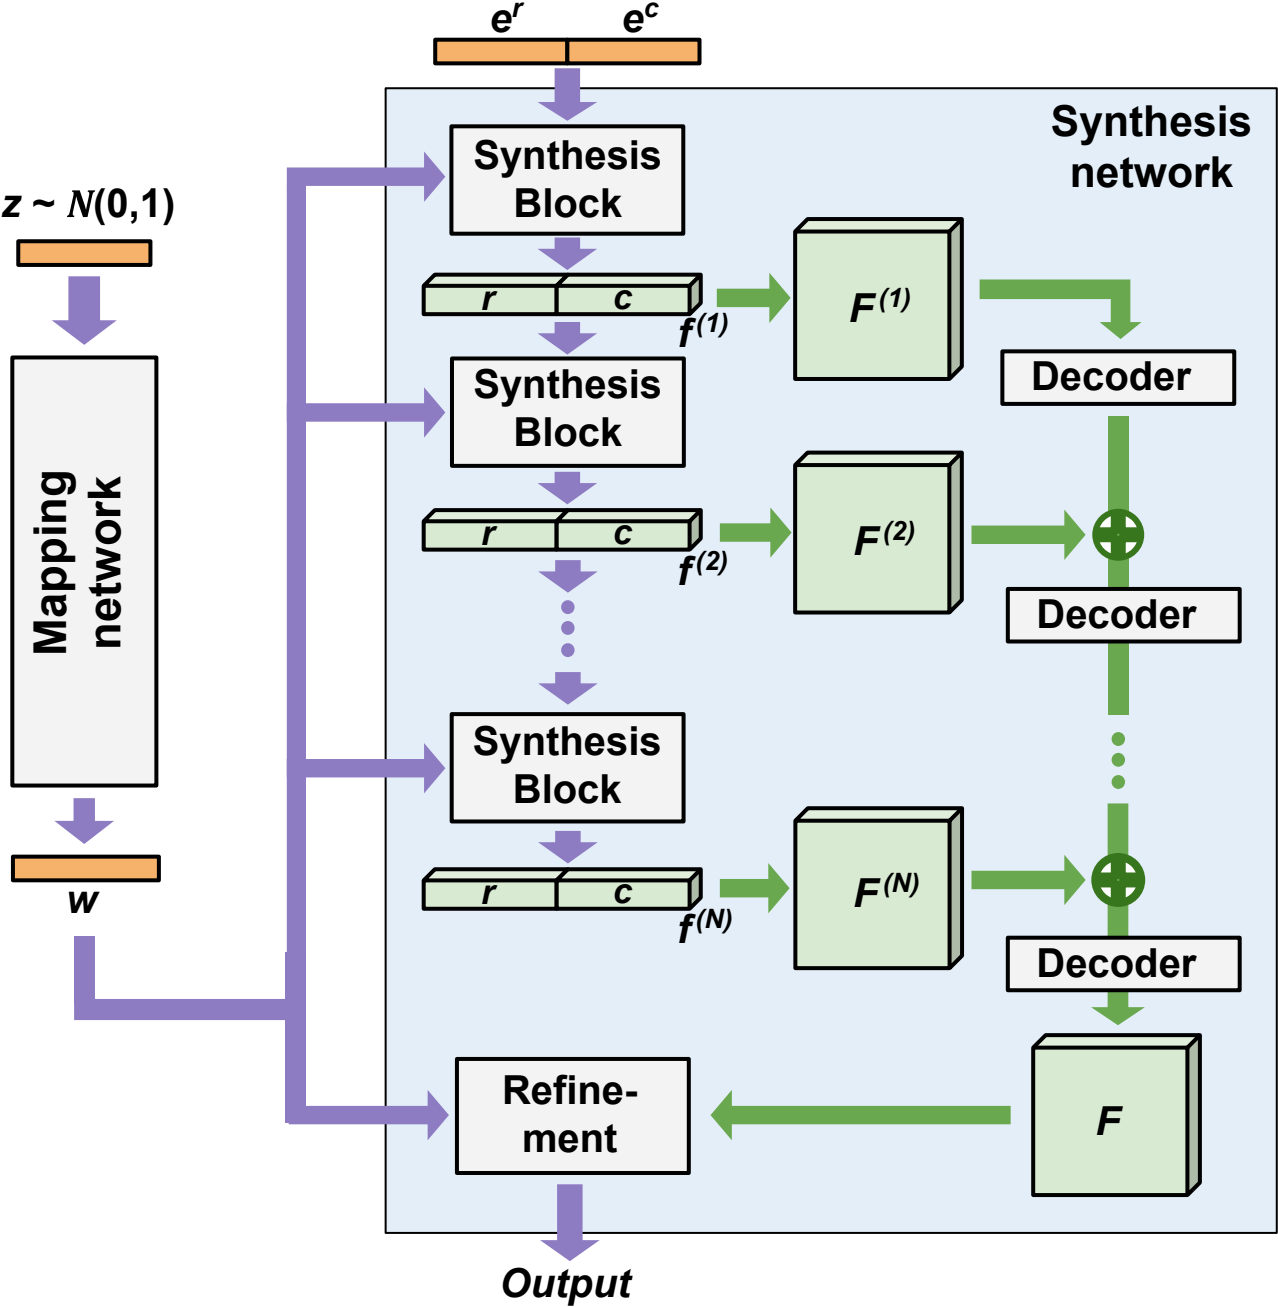 e^r e^c
Synthesis
network
Synthesis
Block
z ~ N(0,1)
r c
f^(1)
F^(1)
Decoder
Synthesis
Block
Mapping
network
r c
f^(2)
F^(2)
Decoder
Synthesis
Block
w
r c
f^(N)
F^(N)
Decoder
Refine-
ment
F
Output